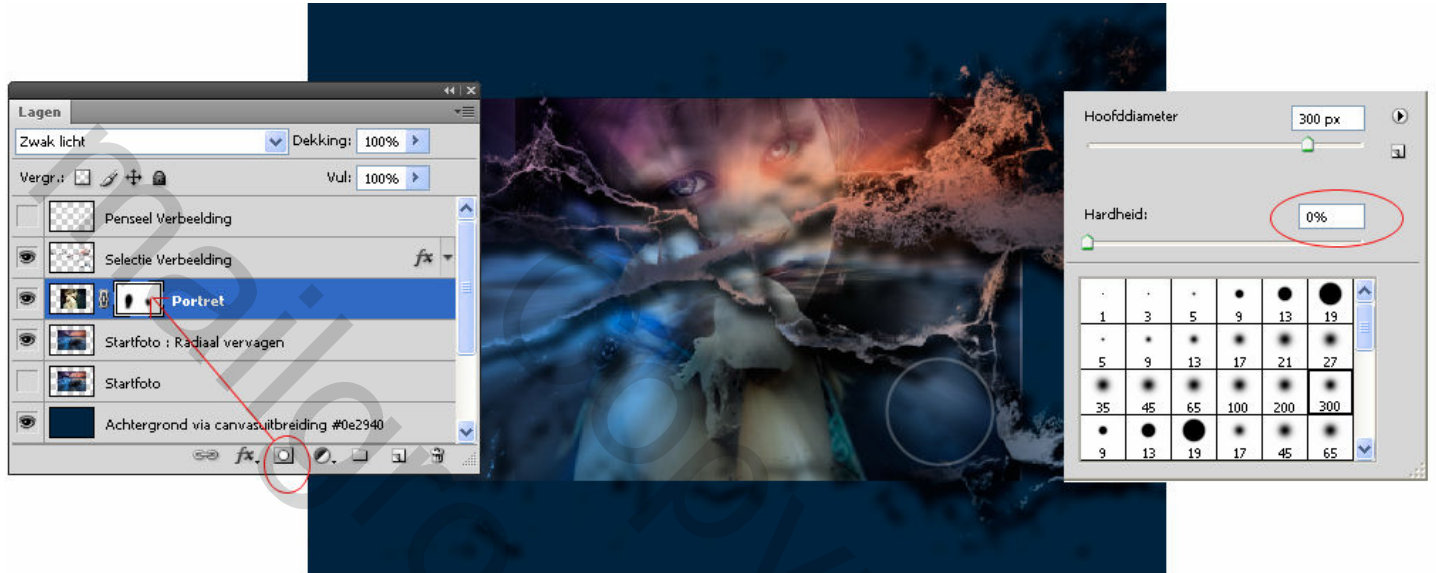 Lagen
Zwak licht Dekking: 100%
Vergr.: Vul: 100%
Penseel Verbeelding
Selectie Verbeelding fx
Portret
Startfoto : Radiaal vervagen
Startfoto
Achtergrond via canvasuitbreiding #0e2940
fx.
Hoofddiameter 300 px
Hardheid: 0%
1 3 5 9 13 19
5 9 13 17 21 27
35 45 65 100 200 300
9 13 19 17 45 65